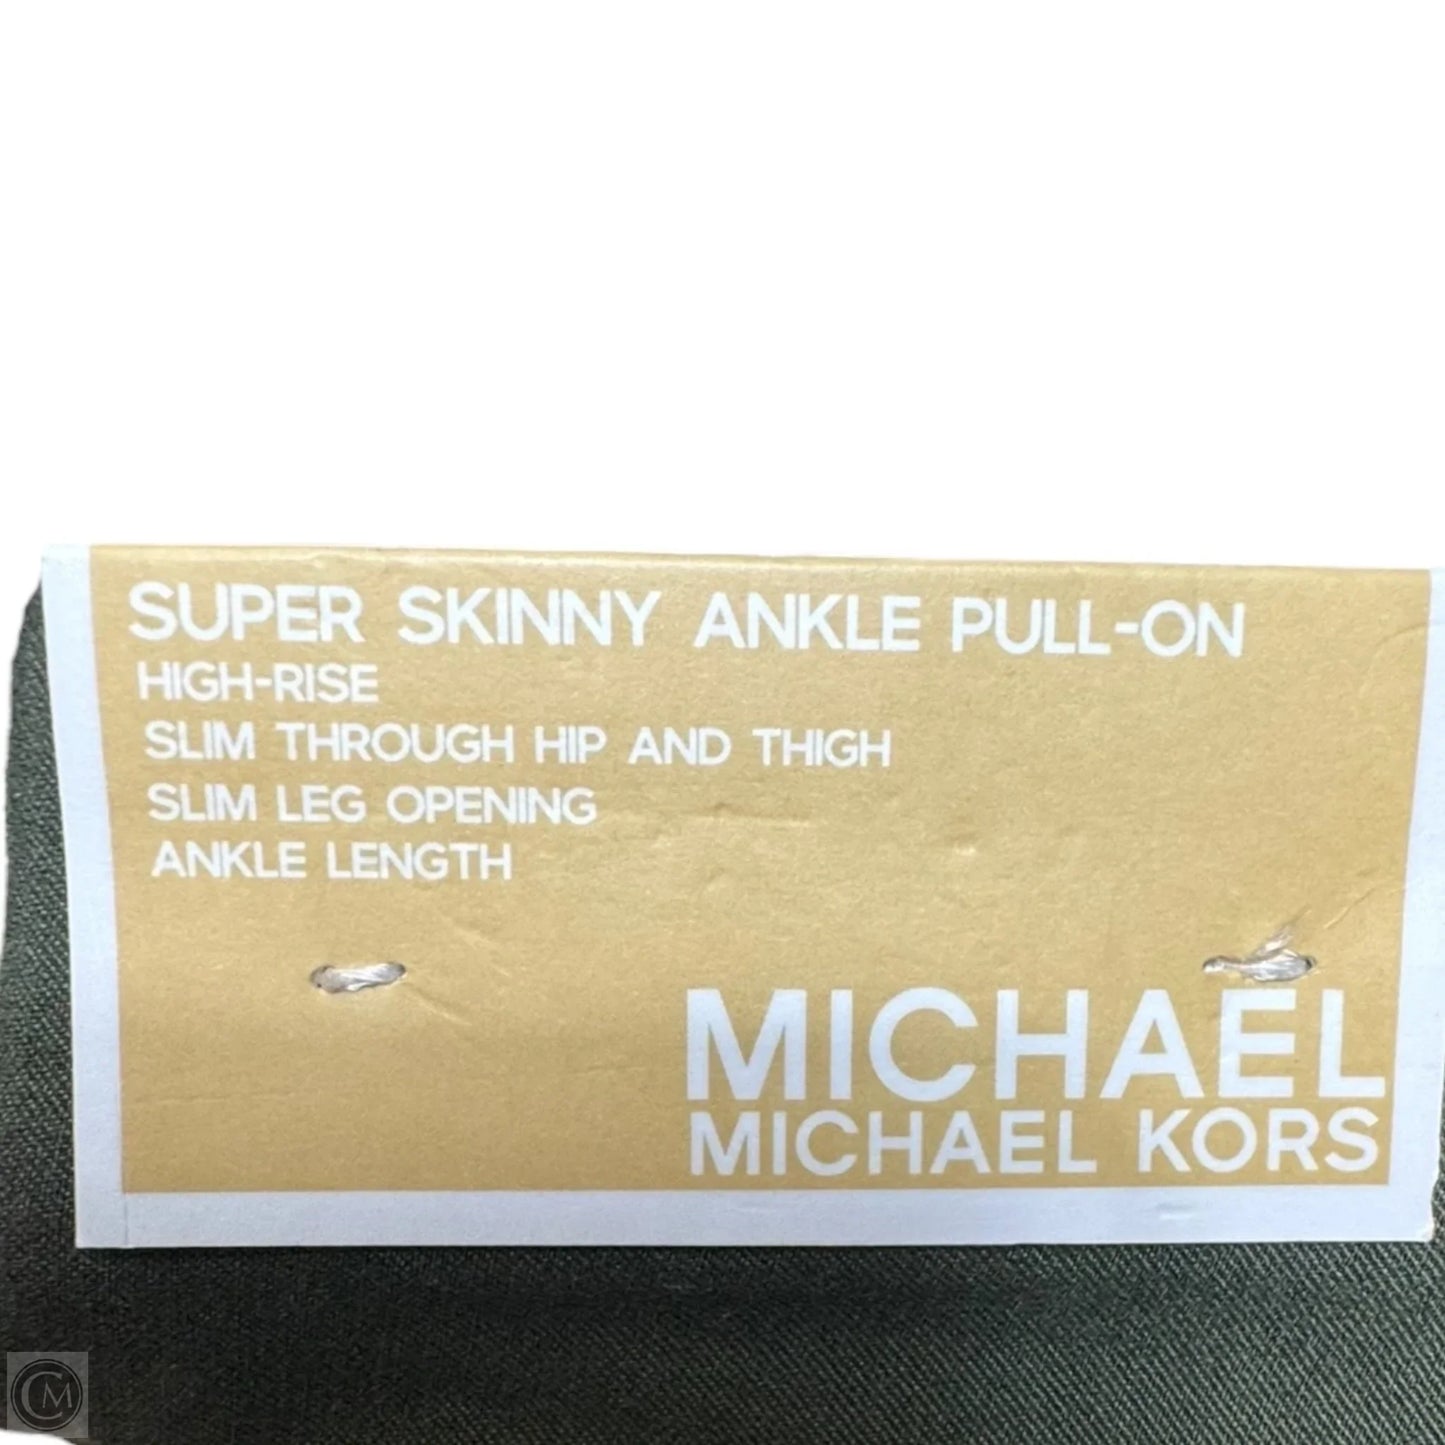 SUPER SKINNY ANKLE PULL-ON
HIGH-RISE
SLIM THROUGH HIP AND THIGH
SLIM LEG OPENING
ANKLE LENGTH
MICHAEL
MICHAEL KORS
CM